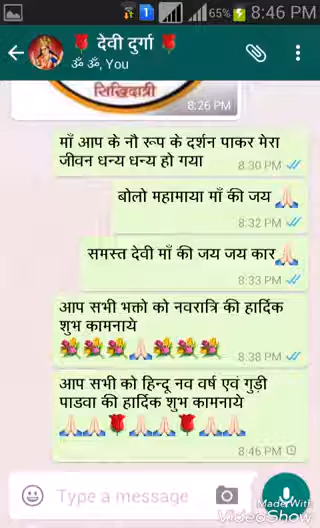 1 65% 8:46 PM
🌹 देवी दुर्गा 🌹
ॐ ॐ, You
सिद्धिदात्री
8:26 PM
माँ आप के नौ रूप के दर्शन पाकर मेरा
जीवन धन्य धन्य हो गया 8:30 PM
बोलो महामाया माँ की जय 🙏🏻
8:32 PM
समस्त देवी माँ की जय जय कार🙏🏻
8:33 PM
आप सभी भक्तो को नवरात्रि की हार्दिक
शुभ कामनाये
💐💐💐🙏🏻💐💐💐 8:38 PM
आप सभी को हिन्दू नव वर्ष एवं गुड़ी
पाडवा की हार्दिक शुभ कामनाये
🙏🏻🙏🏻🌹🙏🏻🙏🏻🌹🙏🏻🙏🏻
8:46 PM
Type a message
Made With
VideoShow